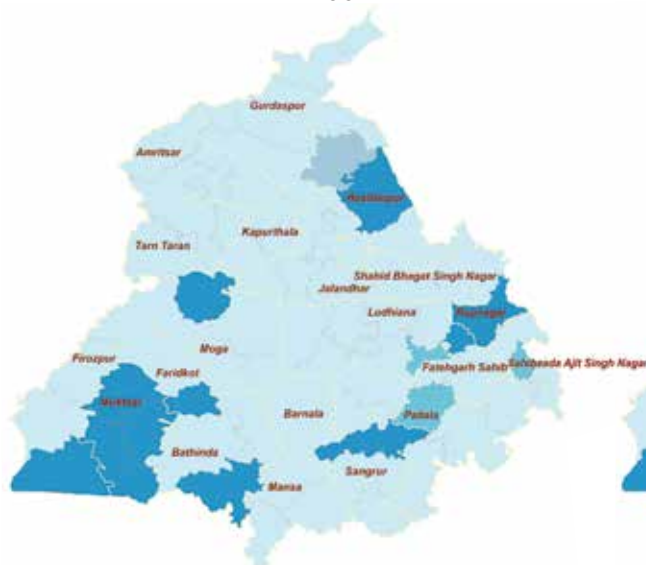 Gurdaspur
Amritsar
Hoshiarpur
Kapurthala
Tarn Taran
Shahid Bhagat Singh Nagar
Jalandhar
Ludhiana
Rupnagar
Moga
Firozpur
Faridkot
Fatehgarh Sahib
Sahibzada Ajit Singh Nagar
Muktsar
Barnala
Patiala
Bathinda
Sangrur
Mansa